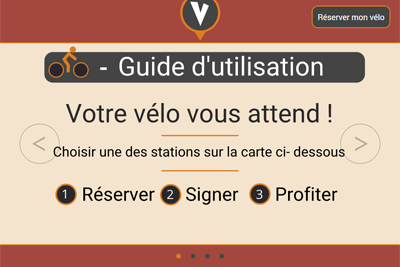 V
Réserver mon vélo
- Guide d'utilisation
Votre vélo vous attend !
Choisir une des stations sur la carte ci- dessous
< >
1 Réserver 2 Signer 3 Profiter